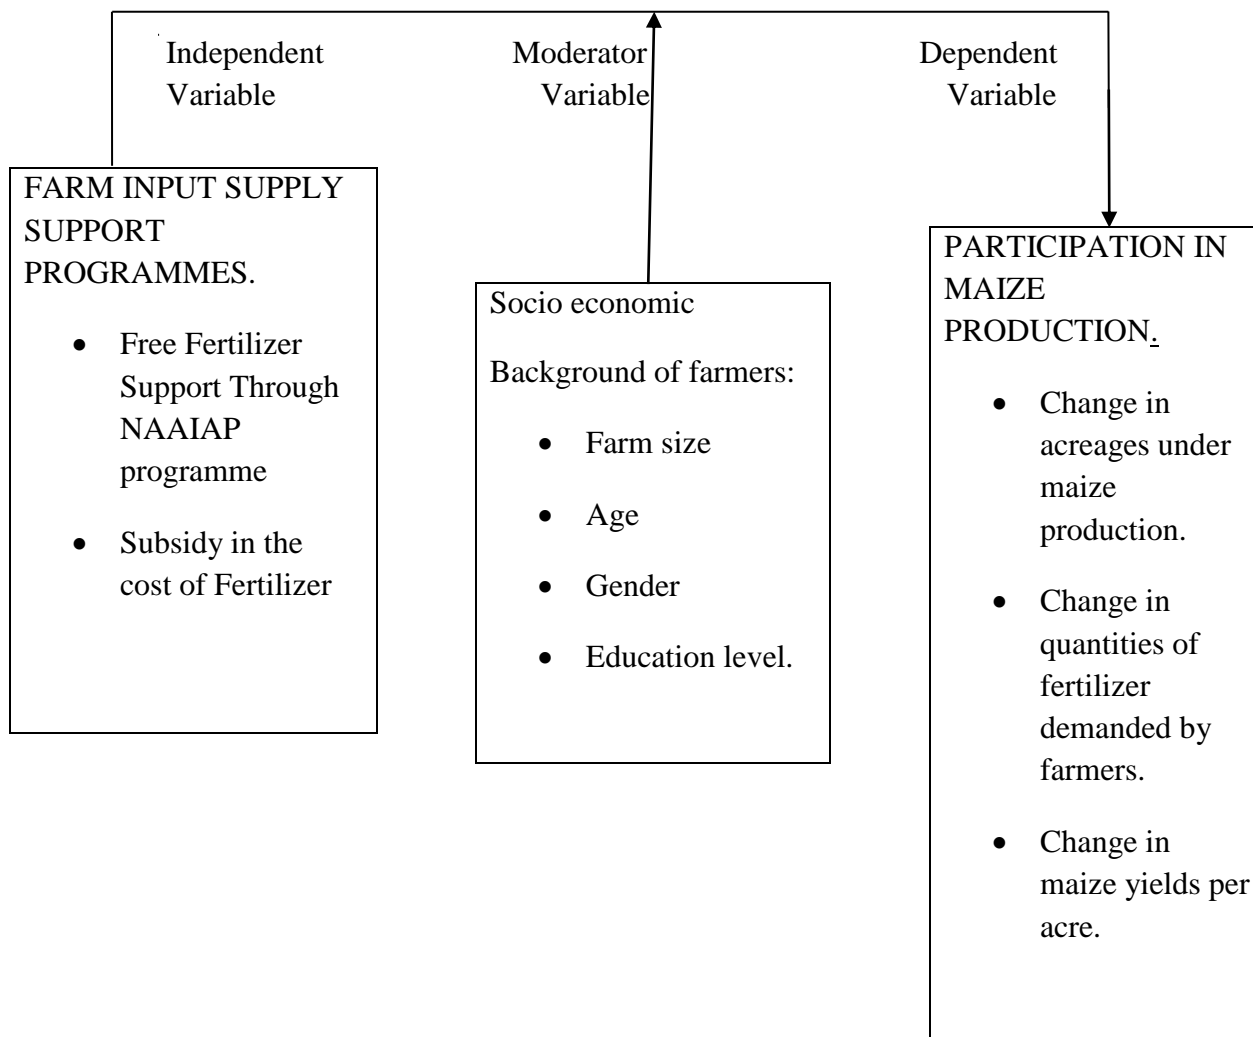 Independent
Variable
Moderator
Variable
Dependent
Variable
FARM INPUT SUPPLY
SUPPORT
PROGRAMMES.
• Free Fertilizer
Support Through
NAAIAP
programme
• Subsidy in the
cost of Fertilizer
Socio economic
Background of farmers:
• Farm size
• Age
• Gender
• Education level.
PARTICIPATION IN
MAIZE
PRODUCTION.
• Change in
acreages under
maize
production.
• Change in
quantities of
fertilizer
demanded by
farmers.
• Change in
maize yields per
acre.